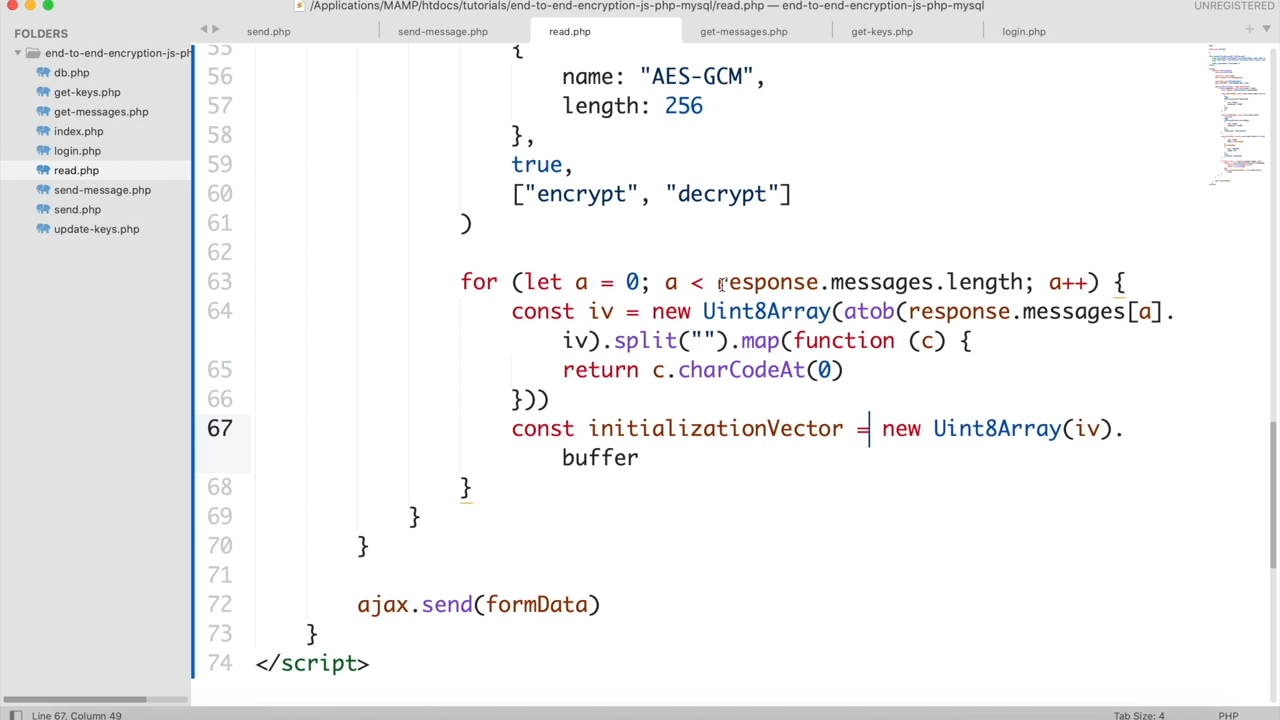 /Applications/MAMP/htdocs/tutorials/end-to-end-encryption-js-php-mysql/read.php — end-to-end-encryption-js-php-mysql
UNREGISTERED
FOLDERS
end-to-end-encryption-js-ph
db.php
get-keys.php
get-messages.php
index.php
login.php
read.php
send-message.php
send.php
update-keys.php
send.php
send-message.php
read.php
get-messages.php
get-keys.php
login.php
55 {
56 name: "AES-GCM",
57 length: 256
58 },
59 true,
60 ["encrypt", "decrypt"]
61 )
62
63 for (let a = 0; a < response.messages.length; a++) {
64 const iv = new Uint8Array(atob(response.messages[a].
iv).split("").map(function (c) {
65 return c.charCodeAt(0)
66 }))
67 const initializationVector = new Uint8Array(iv).
buffer
68 }
69 }
70 }
71
72 ajax.send(formData)
73 }
74 </script>
Line 67, Column 49
Tab Size: 4
PHP